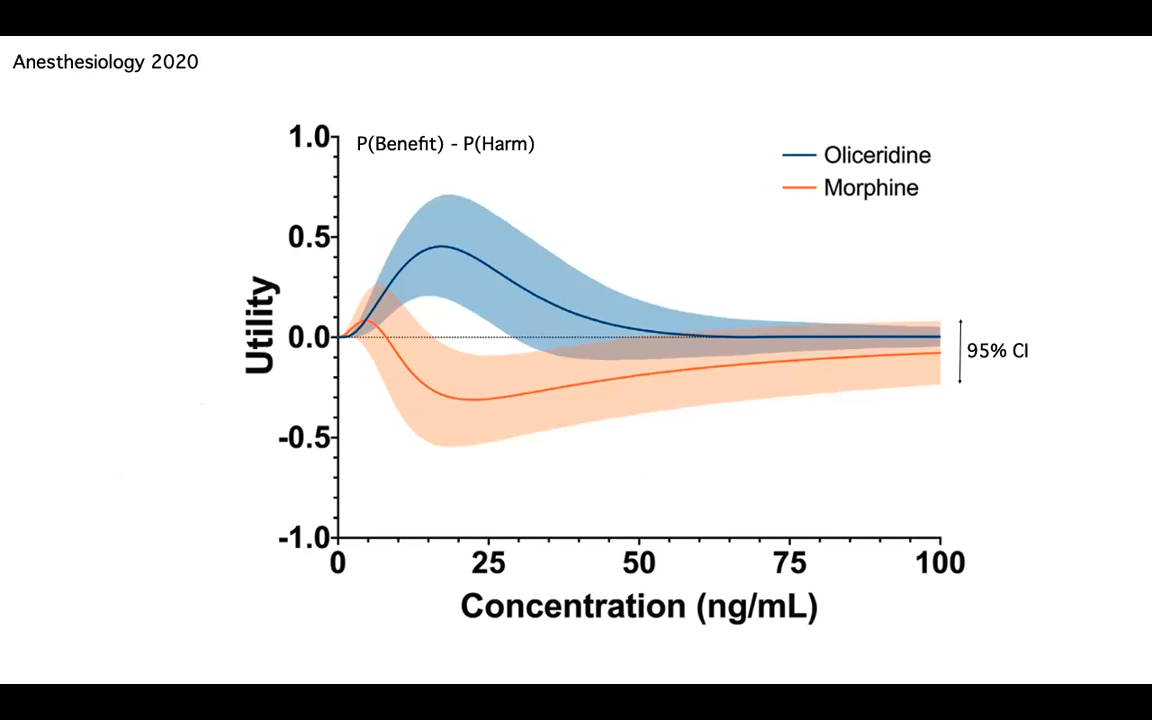 Anesthesiology 2020
P(Benefit) - P(Harm)
Oliceridine
Morphine
1.0
0.5
0.0
-0.5
-1.0
Utility
95% CI
0 25 50 75 100
Concentration (ng/mL)